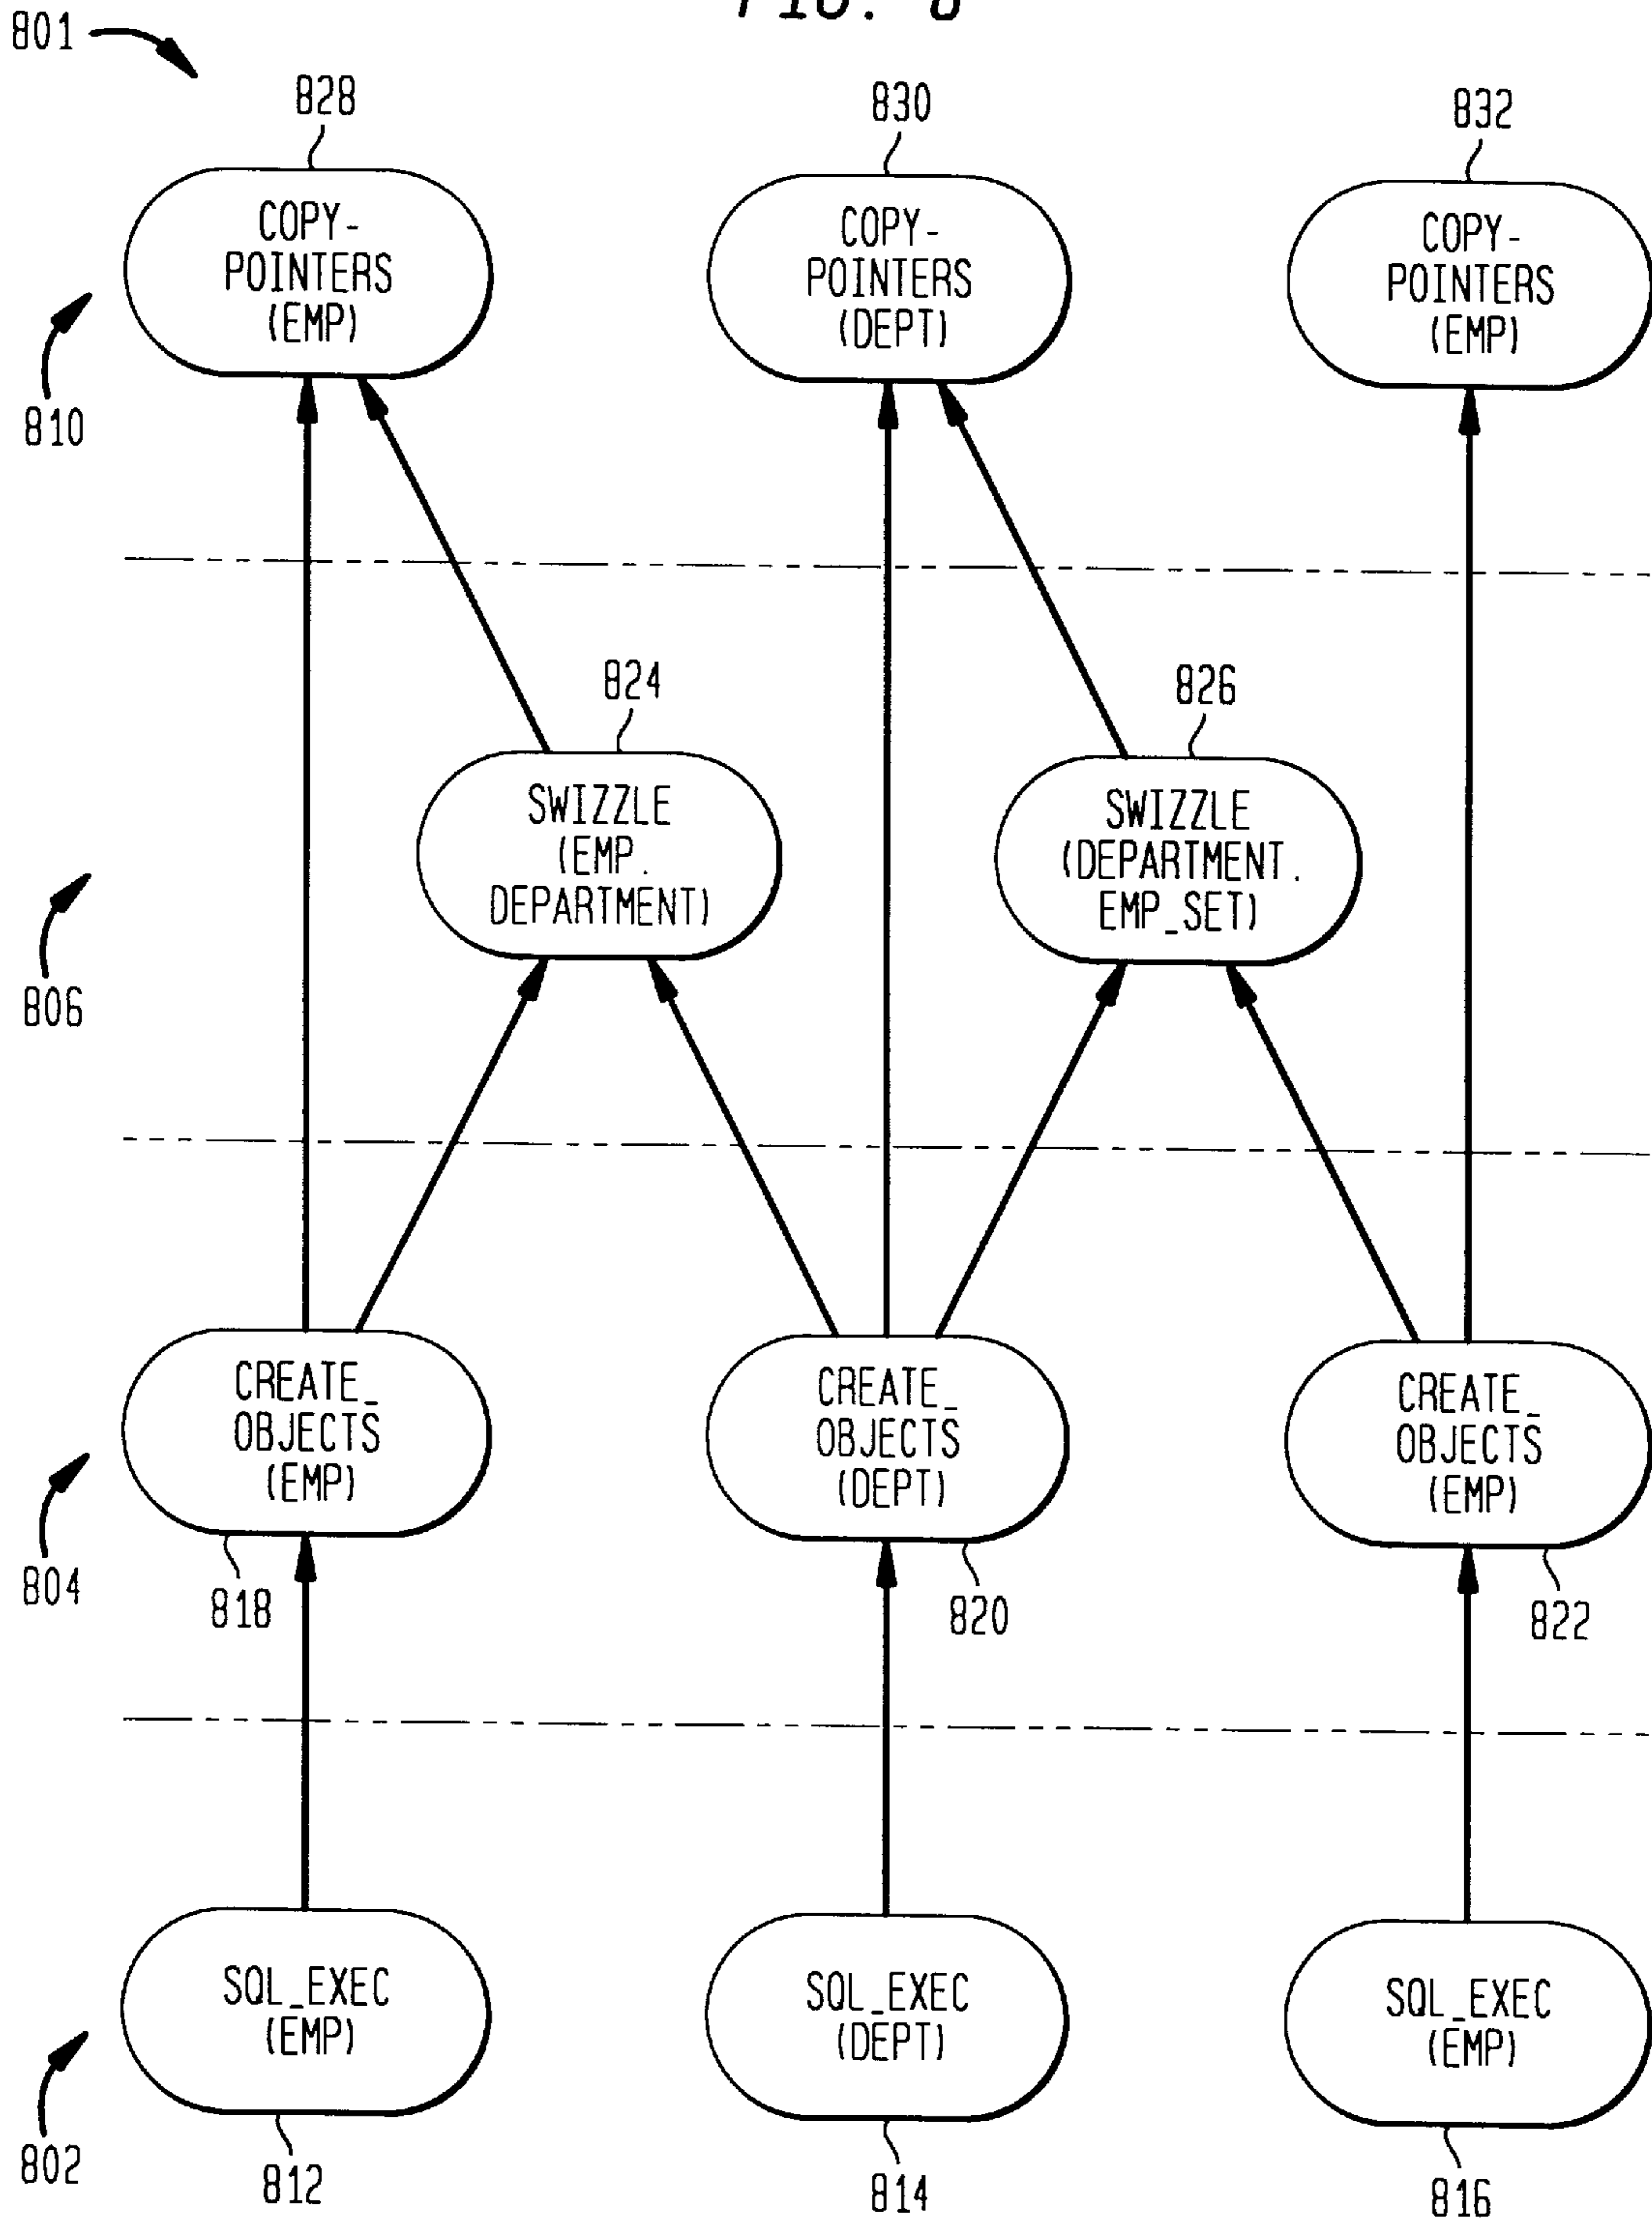 FIG. 8
801
828
830
832
COPY-
POINTERS
(EMP)
COPY-
POINTERS
(DEPT)
COPY-
POINTERS
(EMP)
810
824
826
SWIZZLE
(EMP.
DEPARTMENT)
SWIZZLE
(DEPARTMENT.
EMP_SET)
806
CREATE_
OBJECTS
(EMP)
CREATE_
OBJECTS
(DEPT)
CREATE_
OBJECTS
(EMP)
804
818
820
822
SQL_EXEC
(EMP)
SQL_EXEC
(DEPT)
SQL_EXEC
(EMP)
802
812
814
816